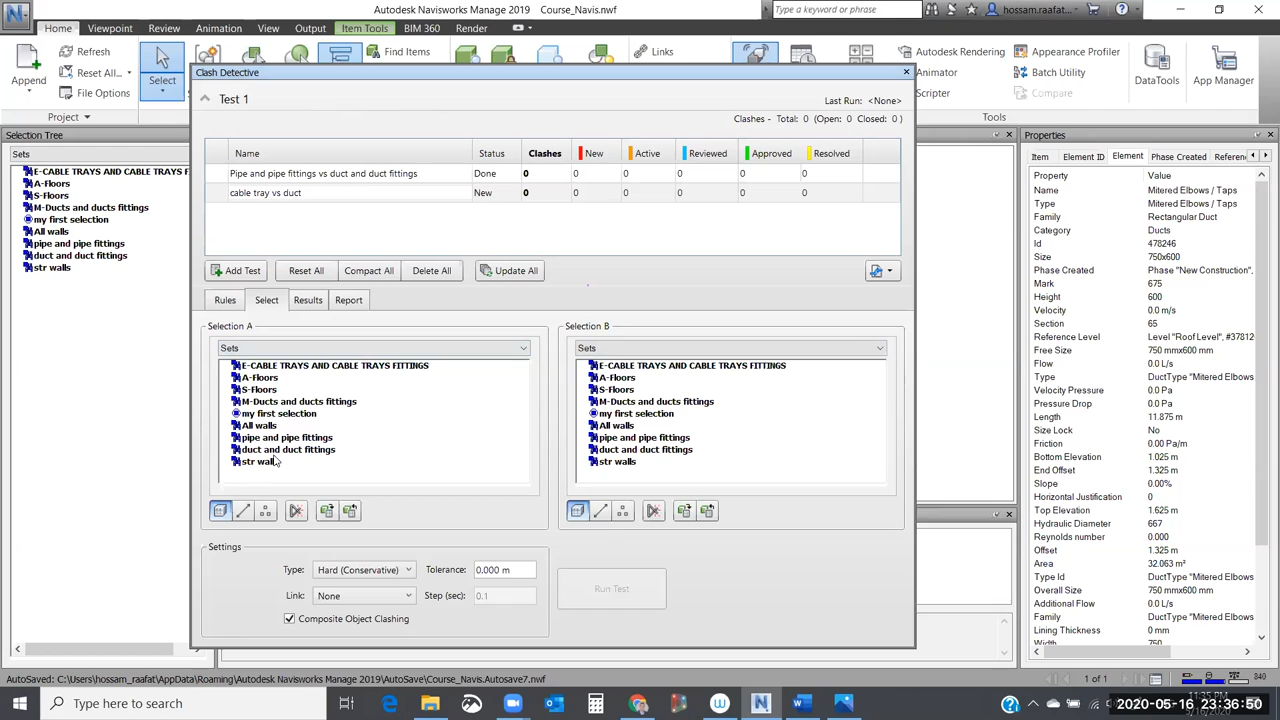 Autodesk Navisworks Manage 2019 Course_Navis.nwf
Type a keyword or phrase
hossam.raafat...
Home Viewpoint Review Animation View Output Item Tools BIM 360 Render
Append
Refresh
Reset All...
File Options
Project
Select
Find Items
Links
Autodesk Rendering
Animator
Scripter
Appearance Profiler
Batch Utility
Compare
DataTools
App Manager
Tools
Selection Tree
Sets
E-CABLE TRAYS AND CABLE TRAYS F
A-Floors
S-Floors
M-Ducts and ducts fittings
my first selection
All walls
pipe and pipe fittings
duct and duct fittings
str walls
Clash Detective
Test 1
Last Run: <None>
Clashes - Total: 0 (Open: 0 Closed: 0 )
Name Status Clashes New Active Reviewed Approved Resolved
Pipe and pipe fittings vs duct and duct fittings Done 0 0 0 0 0 0
cable tray vs duct New 0 0 0 0 0 0
Add Test Reset All Compact All Delete All Update All
Rules Select Results Report
Selection A
Sets
E-CABLE TRAYS AND CABLE TRAYS FITTINGS
A-Floors
S-Floors
M-Ducts and ducts fittings
my first selection
All walls
pipe and pipe fittings
duct and duct fittings
str walls
Selection B
Sets
E-CABLE TRAYS AND CABLE TRAYS FITTINGS
A-Floors
S-Floors
M-Ducts and ducts fittings
my first selection
All walls
pipe and pipe fittings
duct and duct fittings
str walls
Settings
Type: Hard (Conservative) Tolerance: 0.000 m
Link: None Step (sec): 0.1
Composite Object Clashing
Run Test
Properties
Item Element ID Element Phase Created Referen
Property Value
Name Mitered Elbows / Taps
Type Mitered Elbows / Taps
Family Rectangular Duct
Category Ducts
Id 478246
Size 750x600
Phase Created Phase "New Construction",
Mark 675
Height 600
Velocity 0.0 m/s
Section 65
Reference Level Level "Roof Level", #37812
Free Size 750 mmx600 mm
Flow 0.0 L/s
Type DuctType "Mitered Elbows
Velocity Pressure 0.0 Pa
Pressure Drop 0.0 Pa
Length 11.875 m
Size Lock No
Friction 0.00 Pa/m
Bottom Elevation 1.025 m
End Offset 1.325 m
Slope 0.00%
Horizontal Justification 0
Top Elevation 1.625 m
Hydraulic Diameter 667
Reynolds number 0.000
Offset 1.325 m
Area 32.063 m²
Type Id DuctType "Mitered Elbows
Overall Size 750 mmx600 mm
Additional Flow 0.0 L/s
Type DuctType "Mitered Elbows
Lining Thickness 0 mm
Width 750
AutoSaved: C:\Users\hossam_raafat\AppData\Roaming\Autodesk Navisworks Manage 2019\AutoSave\Course_Navis.Autosave7.nwf
1 of 1
840
Type here to search
11:35 PM
2020-05-16 23:36:50